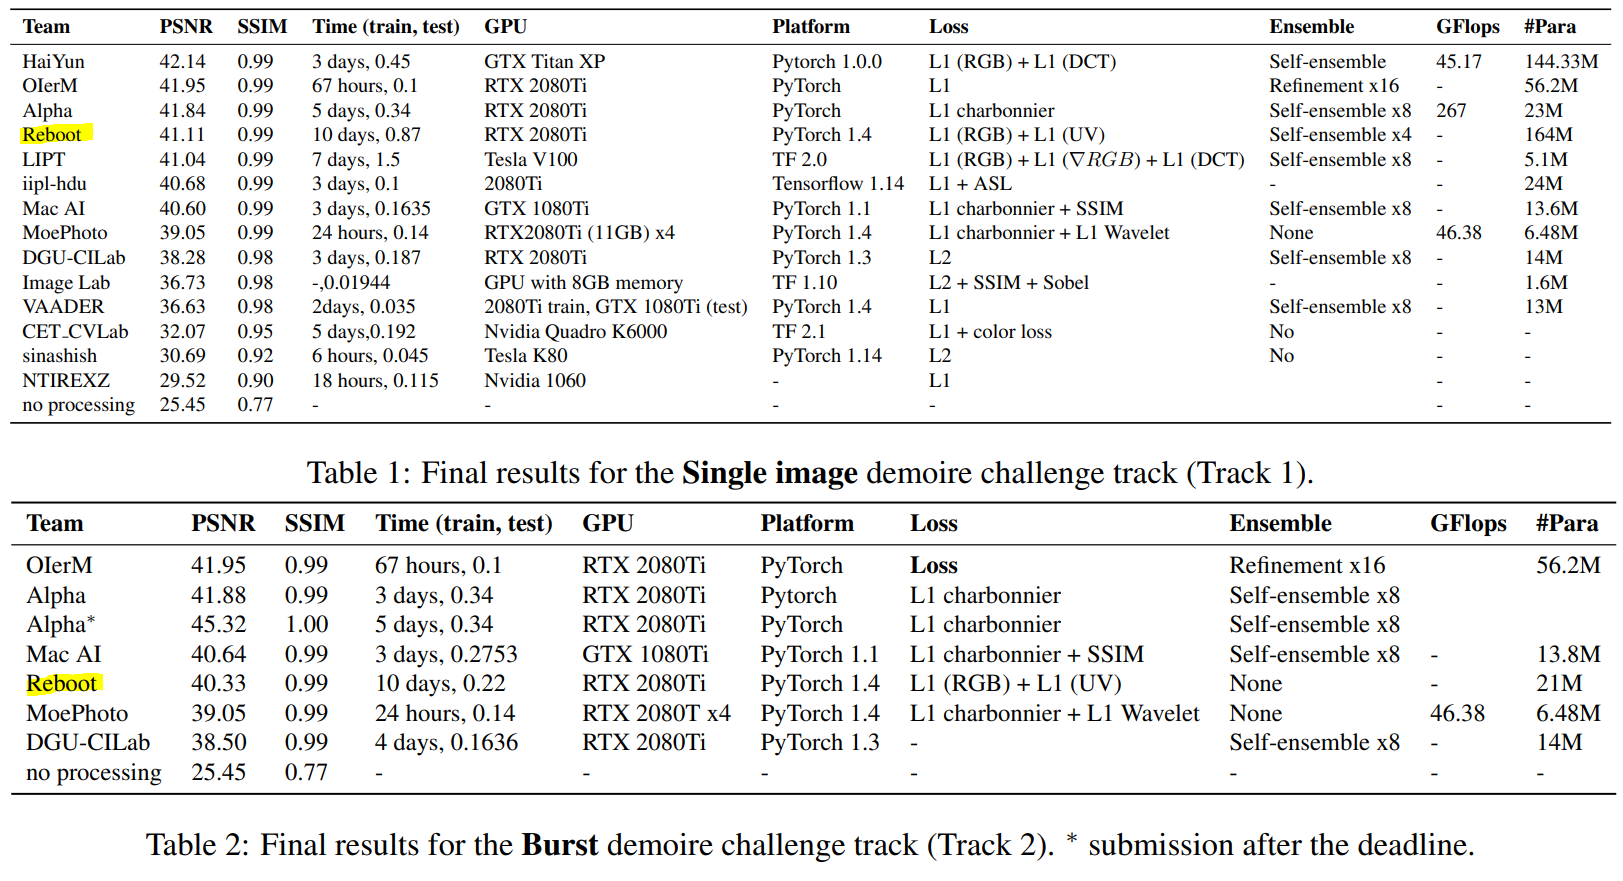 Team PSNR SSIM Time (train, test) GPU Platform Loss Ensemble GFlops #Para
HaiYun 42.14 0.99 3 days, 0.45 GTX Titan XP Pytorch 1.0.0 L1 (RGB) + L1 (DCT) Self-ensemble 45.17 144.33M
OIerM 41.95 0.99 67 hours, 0.1 RTX 2080Ti PyTorch L1 Refinement x16 - 56.2M
Alpha 41.84 0.99 5 days, 0.34 RTX 2080Ti PyTorch L1 charbonnier Self-ensemble x8 267 23M
Reboot 41.11 0.99 10 days, 0.87 RTX 2080Ti PyTorch 1.4 L1 (RGB) + L1 (UV) Self-ensemble x4 - 164M
LIPT 41.04 0.99 7 days, 1.5 Tesla V100 TF 2.0 L1 (RGB) + L1 (∇RGB) + L1 (DCT) Self-ensemble x8 - 5.1M
iipl-hdu 40.68 0.99 3 days, 0.1 2080Ti Tensorflow 1.14 L1 + ASL - - 24M
Mac AI 40.60 0.99 3 days, 0.1635 GTX 1080Ti PyTorch 1.1 L1 charbonnier + SSIM Self-ensemble x8 - 13.6M
MoePhoto 39.05 0.99 24 hours, 0.14 RTX2080Ti (11GB) x4 PyTorch 1.4 L1 charbonnier + L1 Wavelet None 46.38 6.48M
DGU-CILab 38.28 0.98 3 days, 0.187 RTX 2080Ti PyTorch 1.3 L2 Self-ensemble x8 - 14M
Image Lab 36.73 0.98 -,0.01944 GPU with 8GB memory TF 1.10 L2 + SSIM + Sobel - - 1.6M
VAADER 36.63 0.98 2days, 0.035 2080Ti train, GTX 1080Ti (test) PyTorch 1.4 L1 Self-ensemble x8 - 13M
CET_CVLab 32.07 0.95 5 days,0.192 Nvidia Quadro K6000 TF 2.1 L1 + color loss No - -
sinashish 30.69 0.92 6 hours, 0.045 Tesla K80 PyTorch 1.14 L2 No - -
NTIREXZ 29.52 0.90 18 hours, 0.115 Nvidia 1060 - L1 - -
no processing 25.45 0.77 - - - - - -
Table 1: Final results for the Single image demoire challenge track (Track 1).
Team PSNR SSIM Time (train, test) GPU Platform Loss Ensemble GFlops #Para
OIerM 41.95 0.99 67 hours, 0.1 RTX 2080Ti PyTorch Loss Refinement x16 56.2M
Alpha 41.88 0.99 3 days, 0.34 RTX 2080Ti Pytorch L1 charbonnier Self-ensemble x8
Alpha* 45.32 1.00 5 days, 0.34 RTX 2080Ti PyTorch L1 charbonnier Self-ensemble x8
Mac AI 40.64 0.99 3 days, 0.2753 GTX 1080Ti PyTorch 1.1 L1 charbonnier + SSIM Self-ensemble x8 - 13.8M
Reboot 40.33 0.99 10 days, 0.22 RTX 2080Ti PyTorch 1.4 L1 (RGB) + L1 (UV) None - 21M
MoePhoto 39.05 0.99 24 hours, 0.14 RTX 2080T x4 PyTorch 1.4 L1 charbonnier + L1 Wavelet None 46.38 6.48M
DGU-CILab 38.50 0.99 4 days, 0.1636 RTX 2080Ti PyTorch 1.3 - Self-ensemble x8 - 14M
no processing 25.45 0.77 - - - - - - -
Table 2: Final results for the Burst demoire challenge track (Track 2). * submission after the deadline.